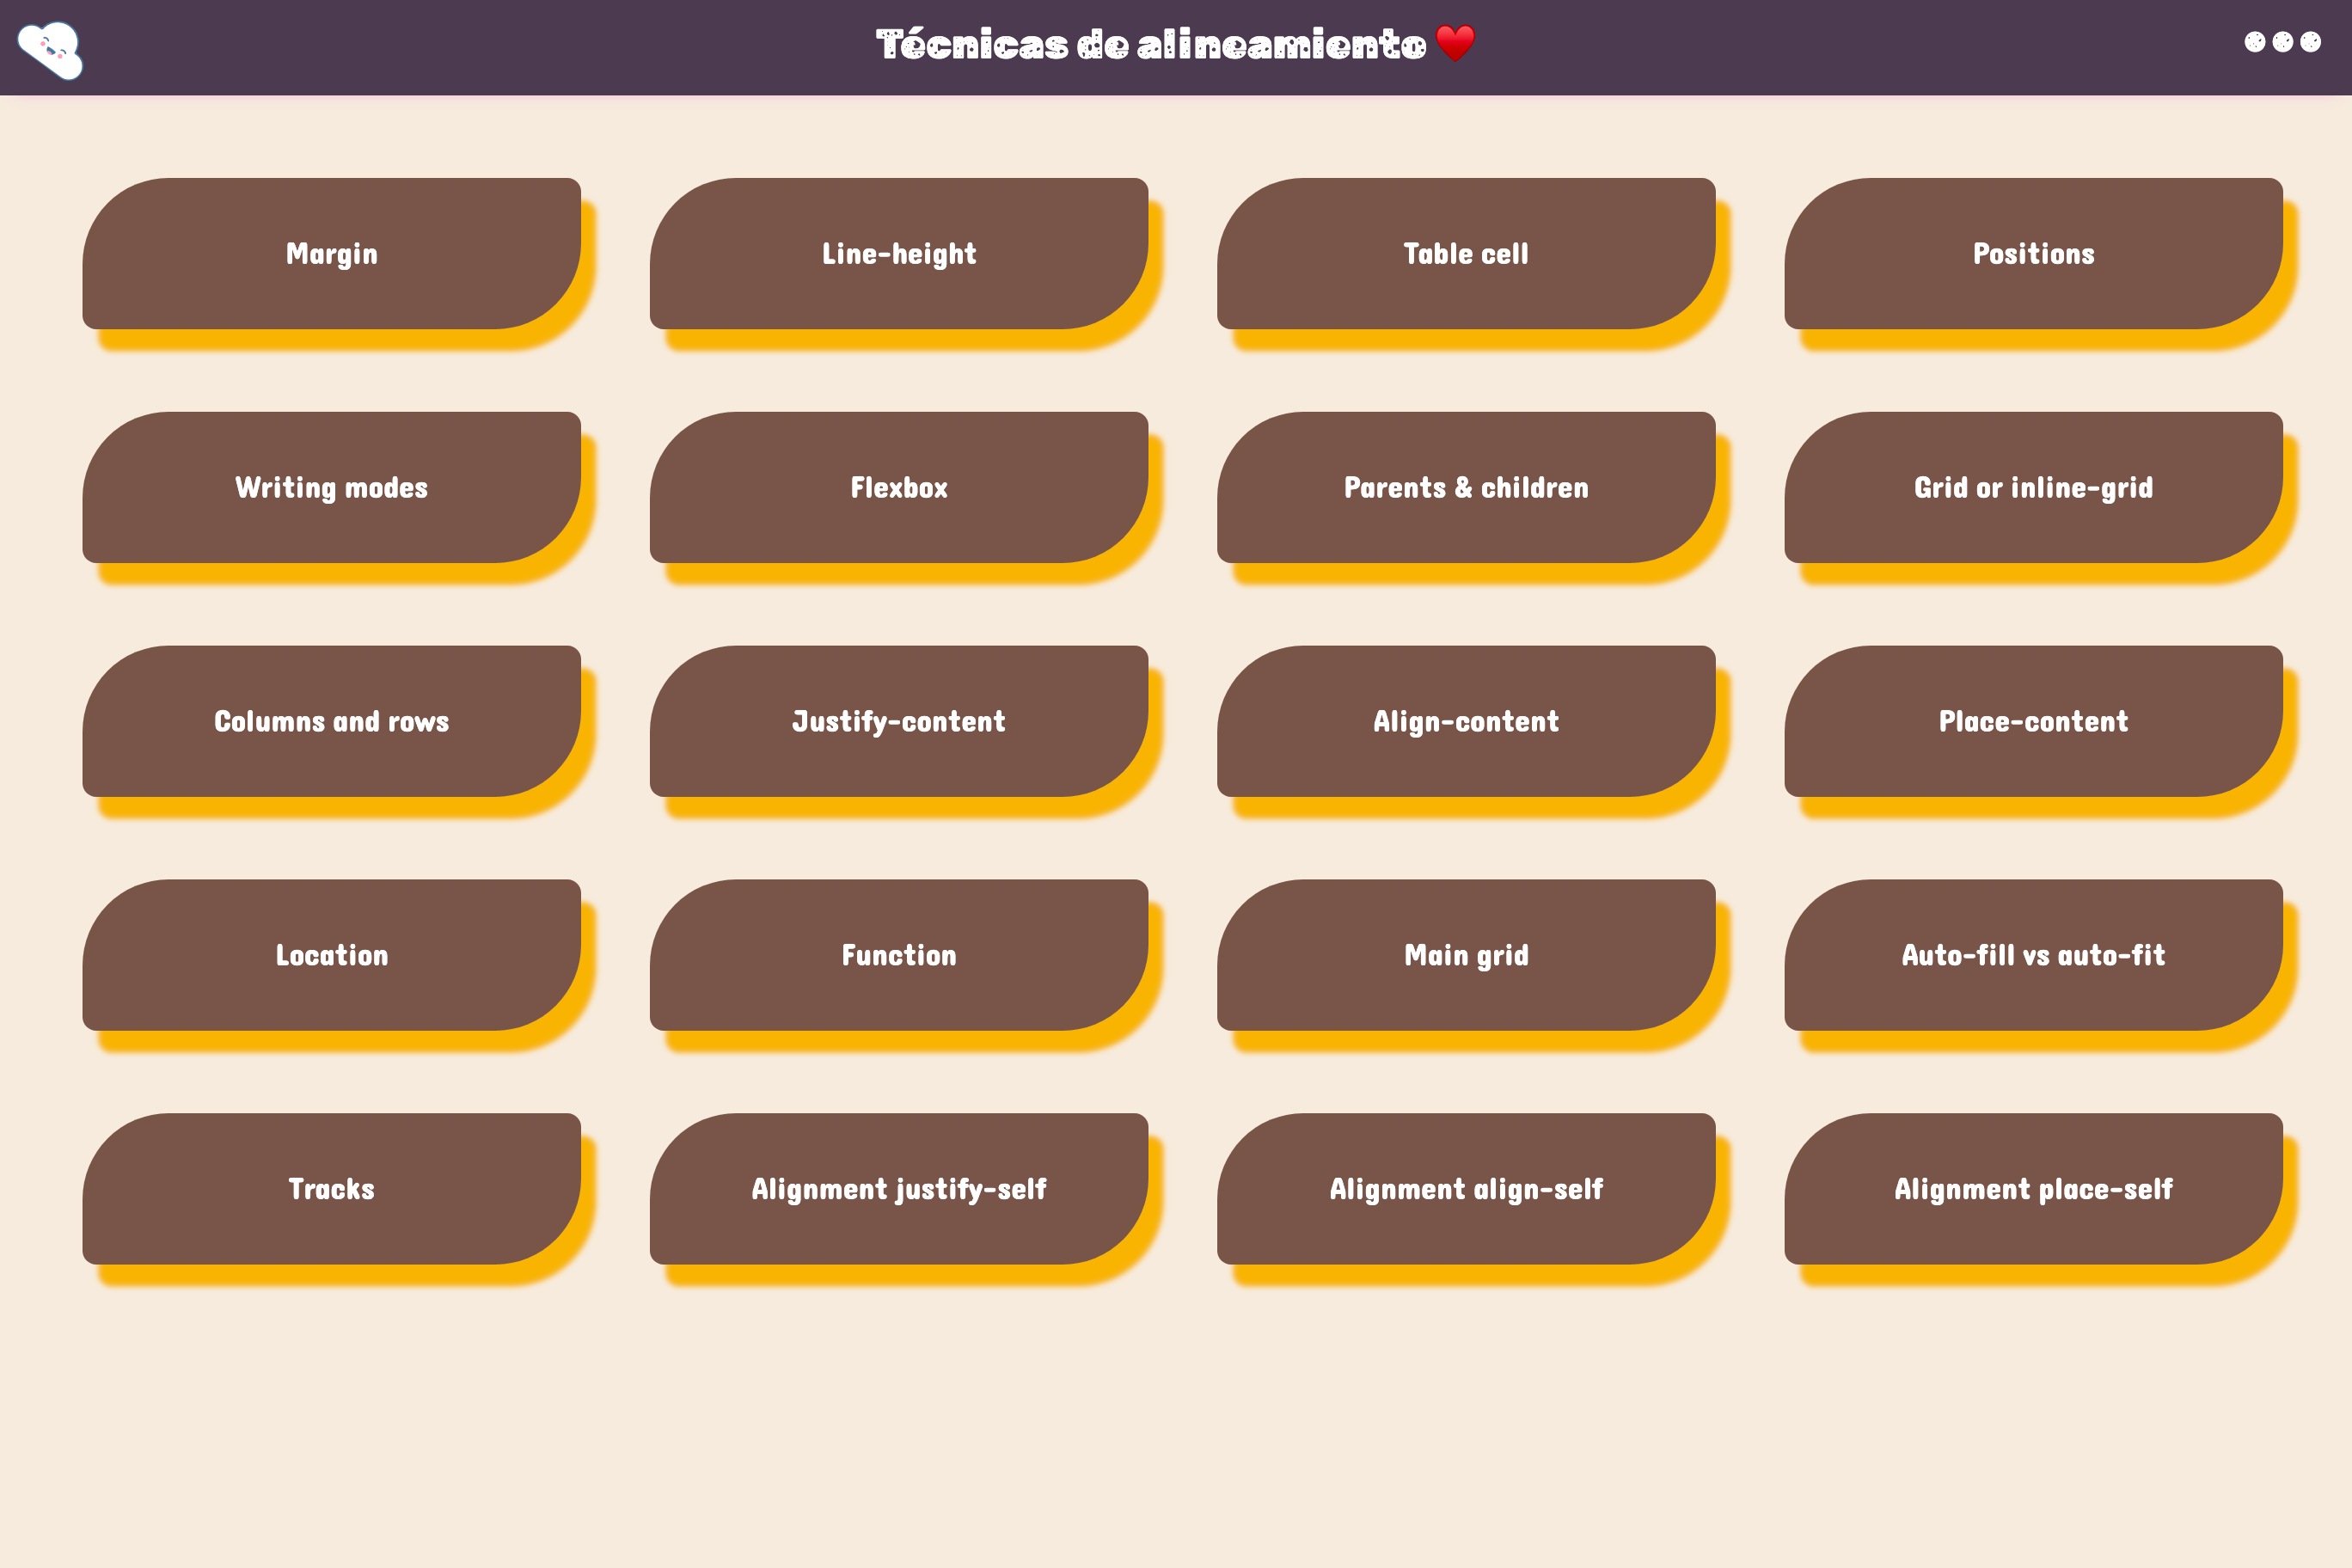 Técnicas de alineamiento ❤️ •••
Margin
Line-height
Table cell
Positions
Writing modes
Flexbox
Parents & children
Grid or inline-grid
Columns and rows
Justify-content
Align-content
Place-content
Location
Function
Main grid
Auto-fill vs auto-fit
Tracks
Alignment justify-self
Alignment align-self
Alignment place-self